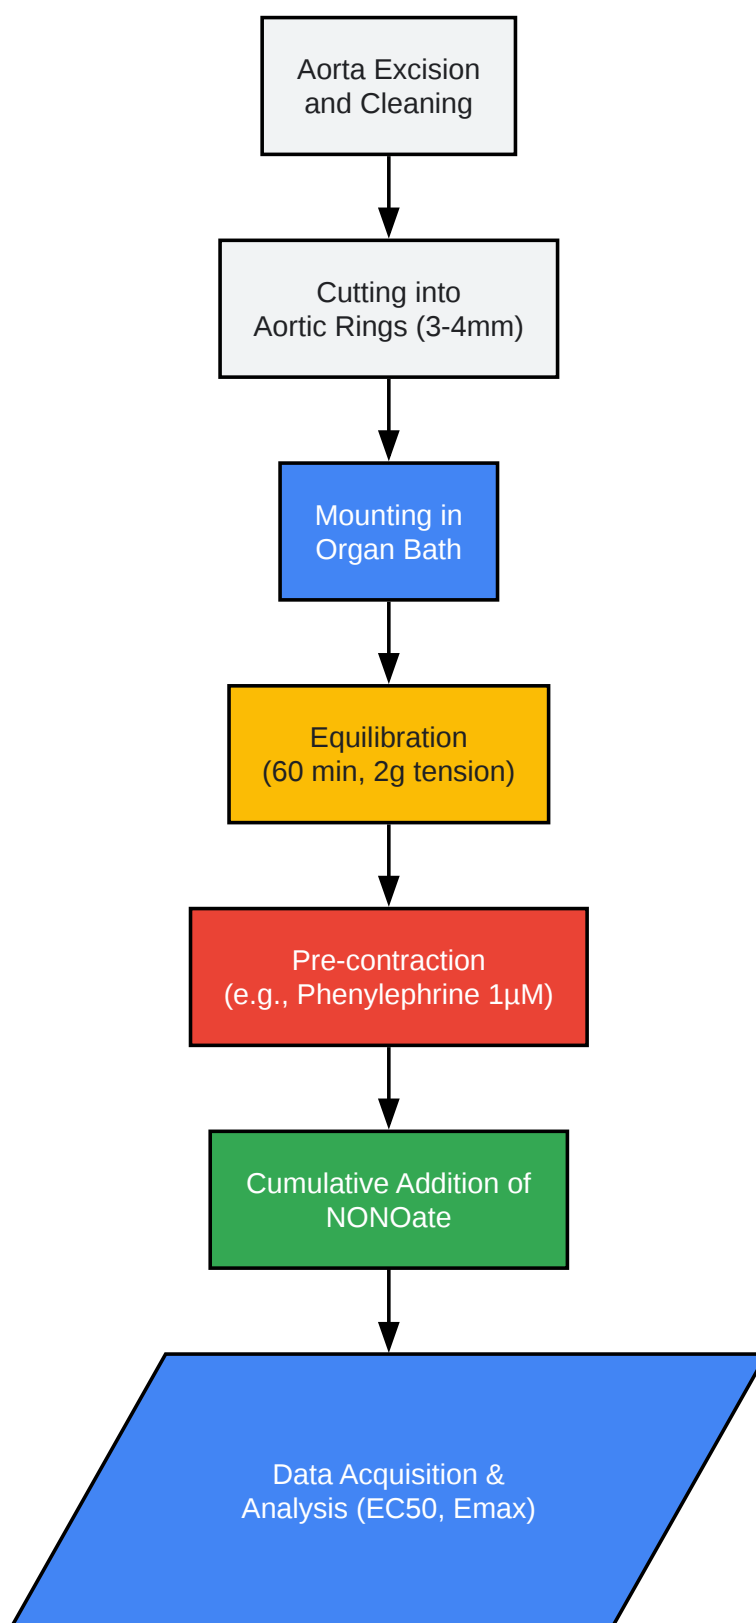 Aorta Excision
and Cleaning
Cutting into
Aortic Rings (3-4mm)
Mounting in
Organ Bath
Equilibration
(60 min, 2g tension)
Pre-contraction
(e.g., Phenylephrine 1µM)
Cumulative Addition of
NONOate
Data Acquisition &
Analysis (EC50, Emax)